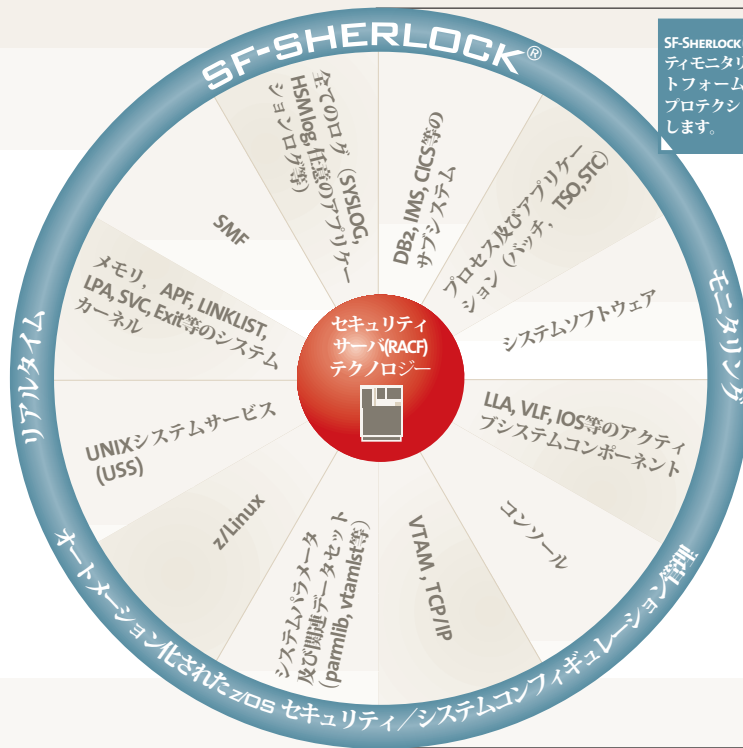 SF-SHERLOCK®
SF-SHERLOCK
ティモニタリ
トフォーム
プロテクシ
します。
全てのログ（SYSLOG,
HSMlog, 任意のアプリケー
ションログ等）
DB2, IMS, CICS等の
サブシステム
プロセス及びアプリケー
ション（バッチ，TSO, STC）
システムソフトウェア
LLA, VLF, IOS等のアクティ
ブシステムコンポーネント
コンソール
VTAM , TCP/IP
システムパラメータ
及び関連データセット
(parmlib, vtamlst等)
z/Linux
UNIXシステムサービス
(USS)
メモリ， APF, LINKLIST,
LPA, SVC, Exit等のシステム
カーネル
SMF
セキュリティ
サーバ(RACF)
テクノロジー
リアルタイム
モニタリング
オートメーション化されたz/OS セキュリティ／システムコンフィギュレーション管理